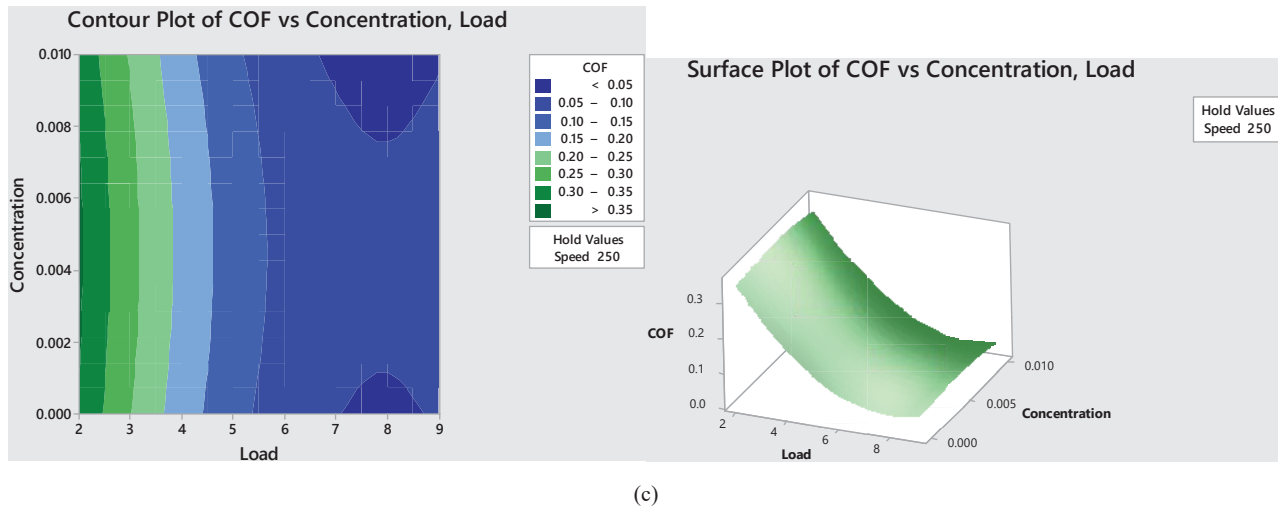 Contour Plot of COF vs Concentration, Load
0.010
0.008
0.006
0.004
0.002
0.000
Concentration
2 3 4 5 6 7 8 9
Load
COF
< 0.05
0.05 – 0.10
0.10 – 0.15
0.15 – 0.20
0.20 – 0.25
0.25 – 0.30
0.30 – 0.35
> 0.35
Hold Values
Speed 250
Surface Plot of COF vs Concentration, Load
Hold Values
Speed 250
0.3
0.2
0.1
0.0
COF
2 4 6 8
Load
0.010
0.005
0.000
Concentration
(c)